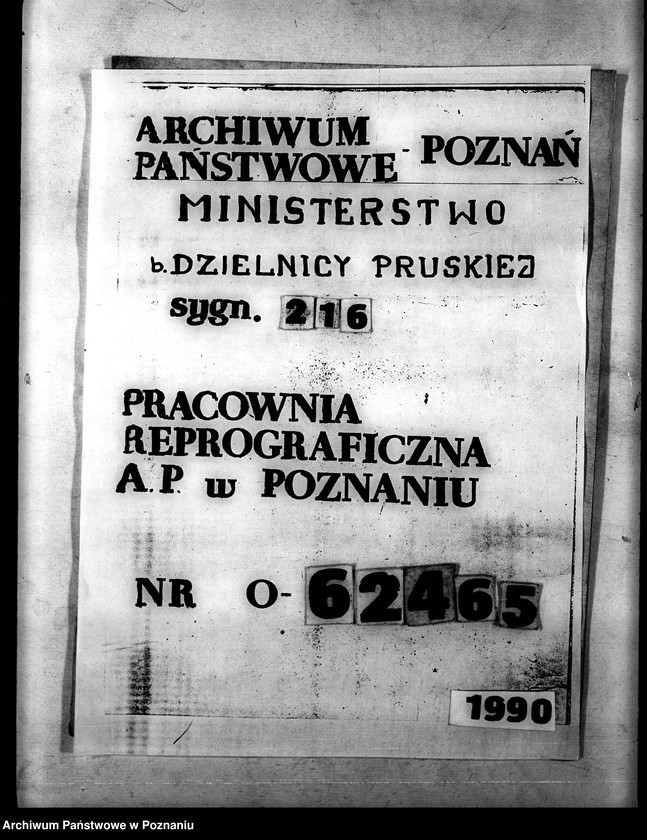 ARCHIWUM
PAŃSTWOWE - POZNAŃ
MINISTERSTWO
b. DZIELNICY PRUSKIEJ
sygn. 216
PRACOWNIA
REPROGRAFICZNA
A. P. w POZNANIU
NR O-62465
1990
Archiwum Państwowe w Poznaniu